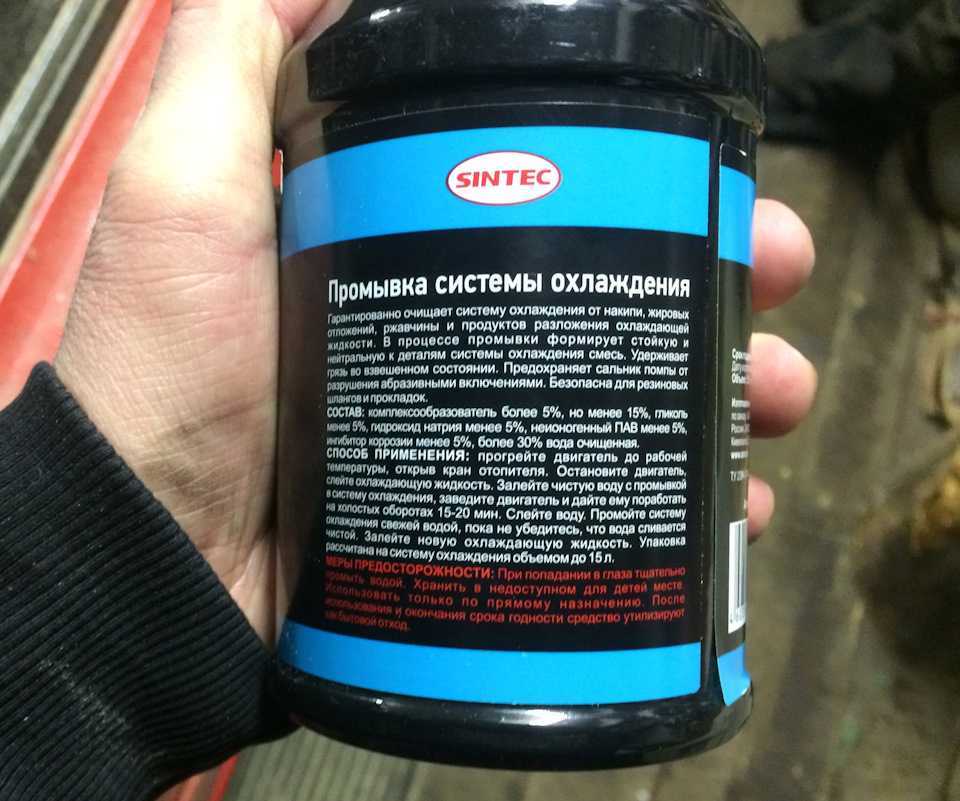 SINTEC
Промывка системы охлаждения
Гарантированно очищает систему охлаждения от накипи, жировых
отложений, ржавчины и продуктов разложения охлаждающей
жидкости. В процессе промывки формирует стойкую и
нейтральную к деталям системы охлаждения смесь. Удерживает
грязь во взвешенном состоянии. Предохраняет сальник помпы от
разрушения абразивными включениями. Безопасна для резиновых
шлангов и прокладок.
СОСТАВ: комплексообразователь более 5%, но менее 15%, гликоль
менее 5%, гидроксид натрия менее 5%, неионогенный ПАВ менее 5%,
ингибитор коррозии менее 5%, более 30% вода очищенная.
СПОСОБ ПРИМЕНЕНИЯ: прогрейте двигатель до рабочей
температуры, открыв кран отопителя. Остановите двигатель,
слейте охлаждающую жидкость. Залейте чистую воду с промывкой
в систему охлаждения, заведите двигатель и дайте ему поработать
на холостых оборотах 15-20 мин. Слейте воду. Промойте систему
охлаждения свежей водой, пока не убедитесь, что вода сливается
чистой. Залейте новую охлаждающую жидкость. Упаковка
рассчитана на систему охлаждения объемом до 15 л.
МЕРЫ ПРЕДОСТОРОЖНОСТИ: При попадании в глаза тщательно
промыть водой. Хранить в недоступном для детей месте.
Использовать только по прямому назначению. После
использования и окончания срока годности средство утилизируют
как бытовой отход.